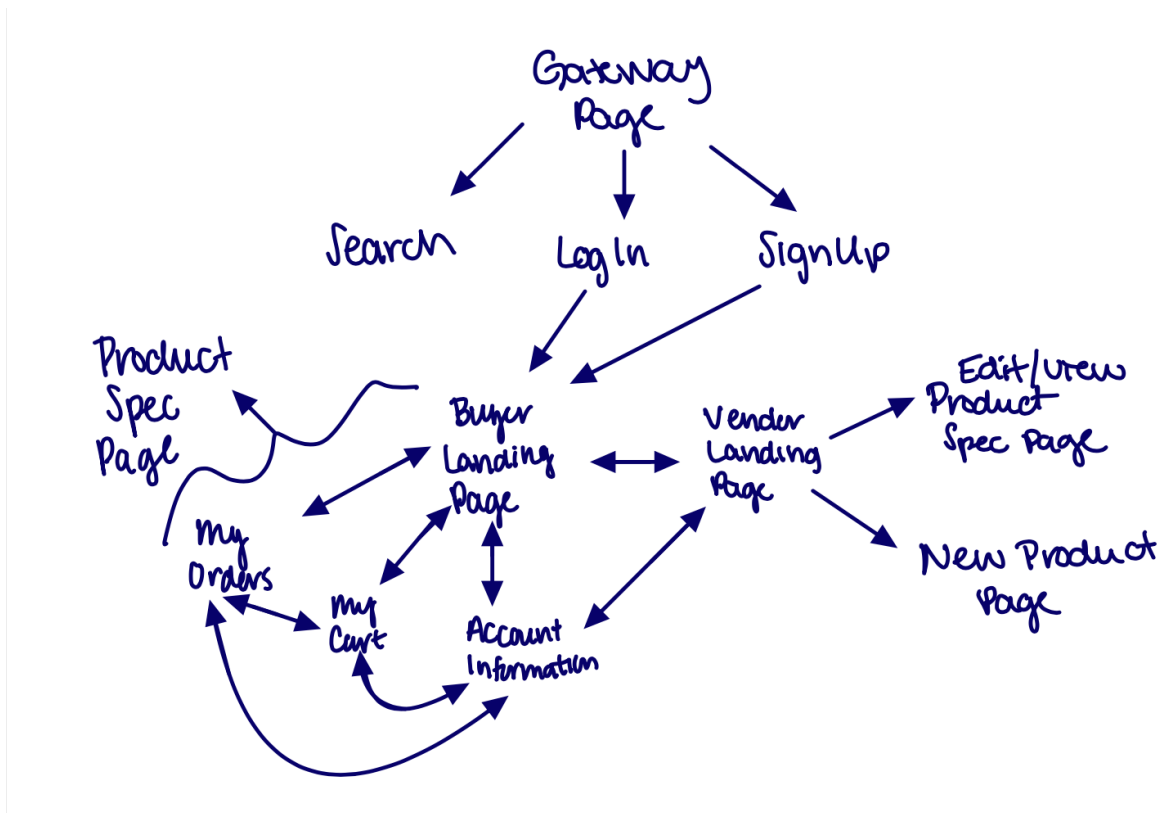 Gateway
Page
Search
Log In
SignUp
Product
Spec
Page
Buyer
Landing
Page
Vender
Landing
Page
Edit/View
Product
Spec Page
My
Orders
My
Cart
Account
Information
New Product
Page